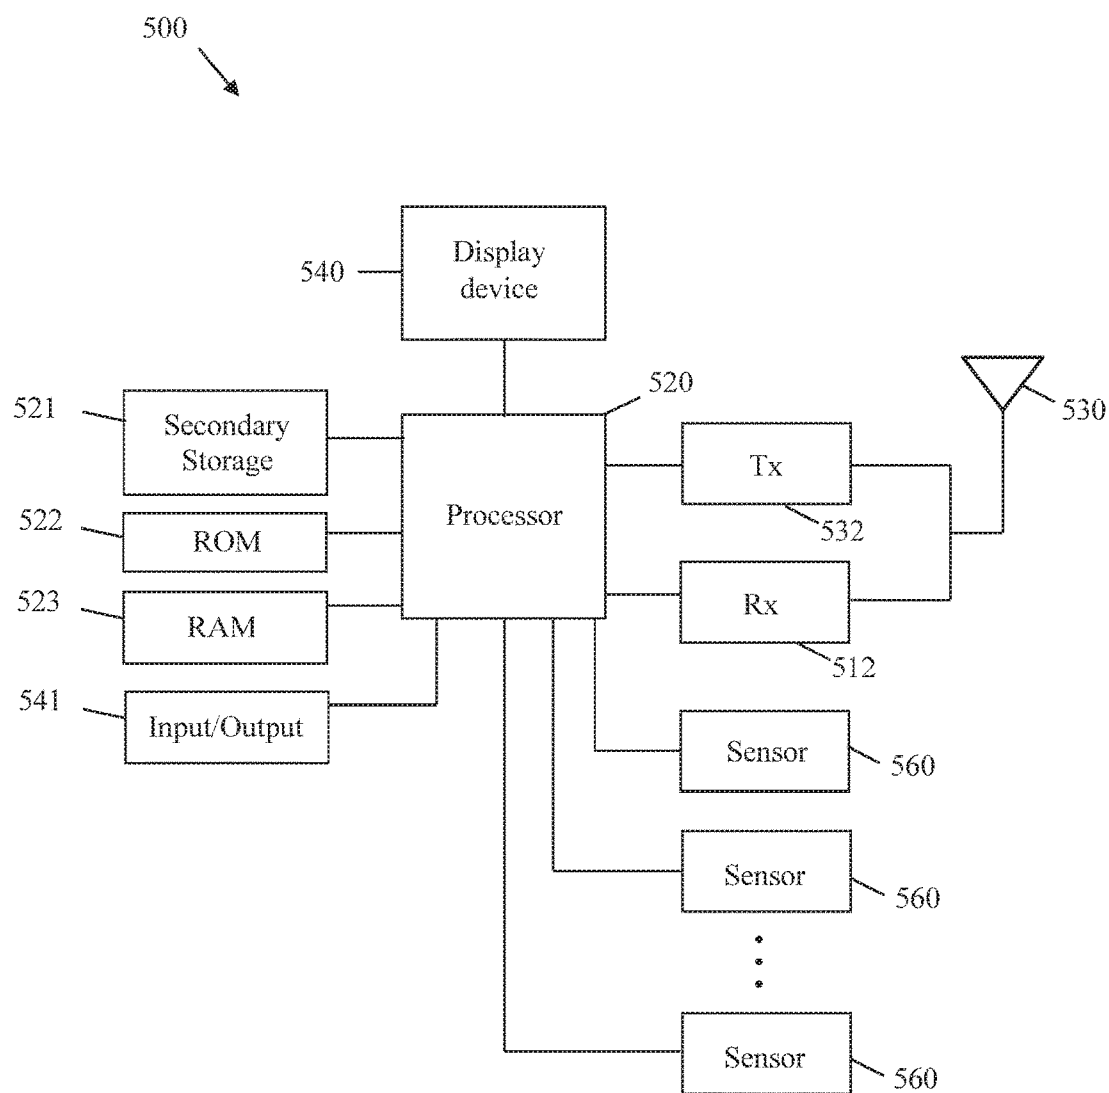 500
540
Display
device
520
530
521
Secondary
Storage
Tx
532
522
ROM
Processor
523
RAM
Rx
512
541
Input/Output
Sensor
560
Sensor
560
Sensor
560